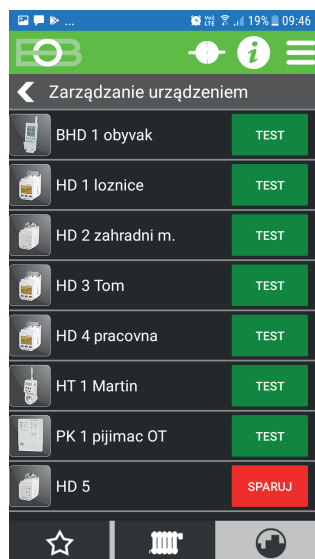 19% 09:46
EOB
Zarządzanie urządzeniem
BHD 1 obyvak TEST
HD 1 loznice TEST
HD 2 zahradni m. TEST
HD 3 Tom TEST
HD 4 pracovna TEST
HT 1 Martin TEST
PK 1 pijimac OT TEST
HD 5 SPARUJ